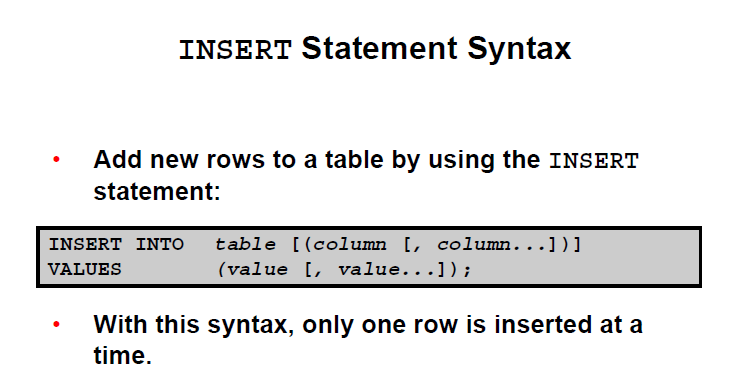 INSERT Statement Syntax
• Add new rows to a table by using the INSERT
statement:
INSERT INTO table [(column [, column...])]
VALUES (value [, value...]);
• With this syntax, only one row is inserted at a
time.